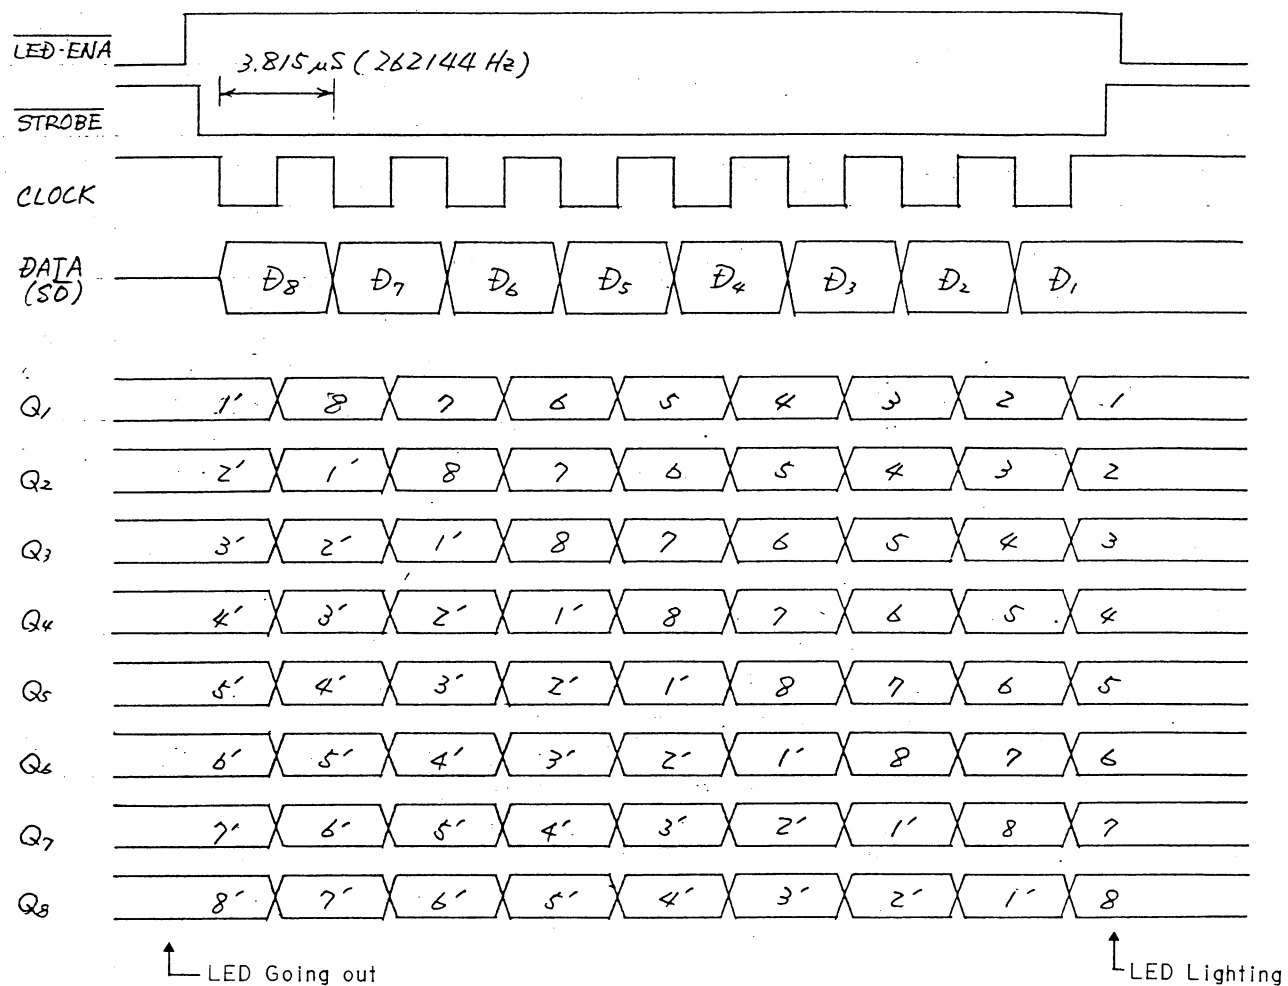 LED-ENA
3.815 μS (262144 Hz)
STROBE
CLOCK
DATA
(SO)
D8 D7 D6 D5 D4 D3 D2 D1
Q1 1' 8 7 6 5 4 3 2 1
Q2 2' 1' 8 7 6 5 4 3 2
Q3 3' 2' 1' 8 7 6 5 4 3
Q4 4' 3' 2' 1' 8 7 6 5 4
Q5 5' 4' 3' 2' 1' 8 7 6 5
Q6 6' 5' 4' 3' 2' 1' 8 7 6
Q7 7' 6' 5' 4' 3' 2' 1' 8 7
Q8 8' 7' 6' 5' 4' 3' 2' 1' 8
LED Going out
LED Lighting